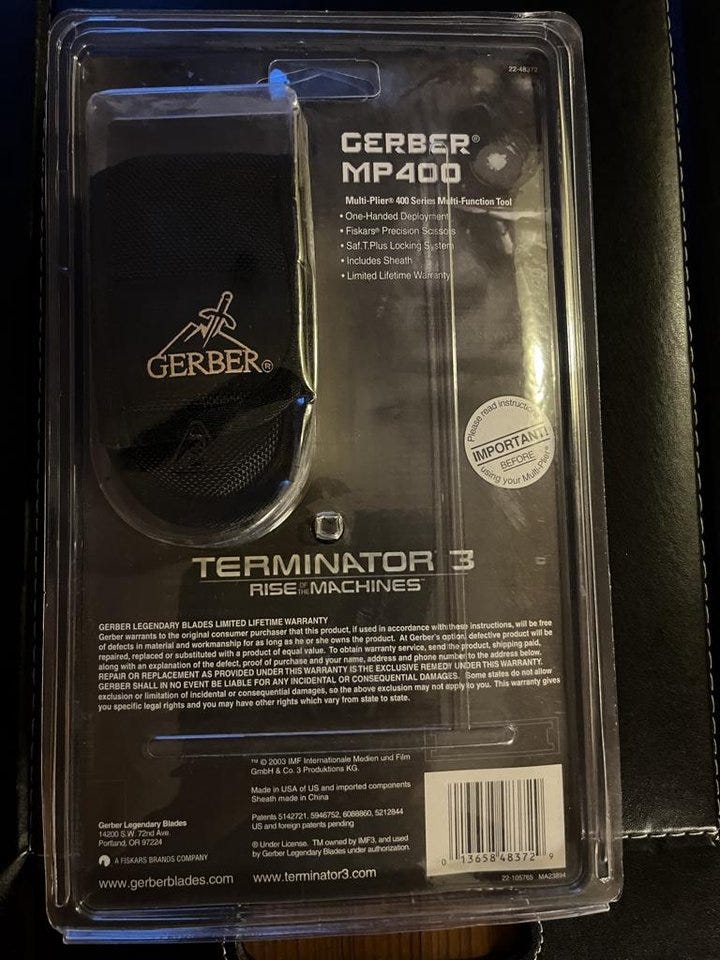 22-48372
GERBER®
MP400
Multi-Plier® 400 Series Multi-Function Tool
• One-Handed Deployment
• Fiskars® Precision Scissors
• Saf.T.Plus Locking System
• Includes Sheath
• Limited Lifetime Warranty
GERBER®
Please read instructions
IMPORTANT!
BEFORE
using your Multi-Plier
TERMINATOR 3
RISE OF THE MACHINES™
GERBER LEGENDARY BLADES LIMITED LIFETIME WARRANTY
Gerber warrants to the original consumer purchaser that this product, if used in accordance with these instructions, will be free
of defects in material and workmanship for as long as he or she owns the product. At Gerber's option, defective product will be
repaired, replaced or substituted with a product of equal value. To obtain warranty service, send the product, shipping paid,
along with an explanation of the defect, proof of purchase and your name, address and phone number to the address below.
REPAIR OR REPLACEMENT AS PROVIDED UNDER THIS WARRANTY IS THE EXCLUSIVE REMEDY UNDER THIS WARRANTY.
GERBER SHALL IN NO EVENT BE LIABLE FOR ANY INCIDENTAL OR CONSEQUENTIAL DAMAGES. Some states do not allow
exclusion or limitation of incidental or consequential damages, so the above exclusion may not apply to you. This warranty gives
you specific legal rights and you may have other rights which vary from state to state.
™ © 2003 IMF Internationale Medien und Film
GmbH & Co. 3 Produktions KG.
Made in USA of US and imported components
Sheath made in China
Patents 5142721, 5946752, 6088860, 5212844
US and foreign patents pending
® Under License. TM owned by IMF3, and used
by Gerber Legendary Blades under authorization.
Gerber Legendary Blades
14200 S.W. 72nd Ave.
Portland, OR 97224
A FISKARS BRANDS COMPANY
www.gerberblades.com
www.terminator3.com
0 13658 48372 9
22-105765 MA23894